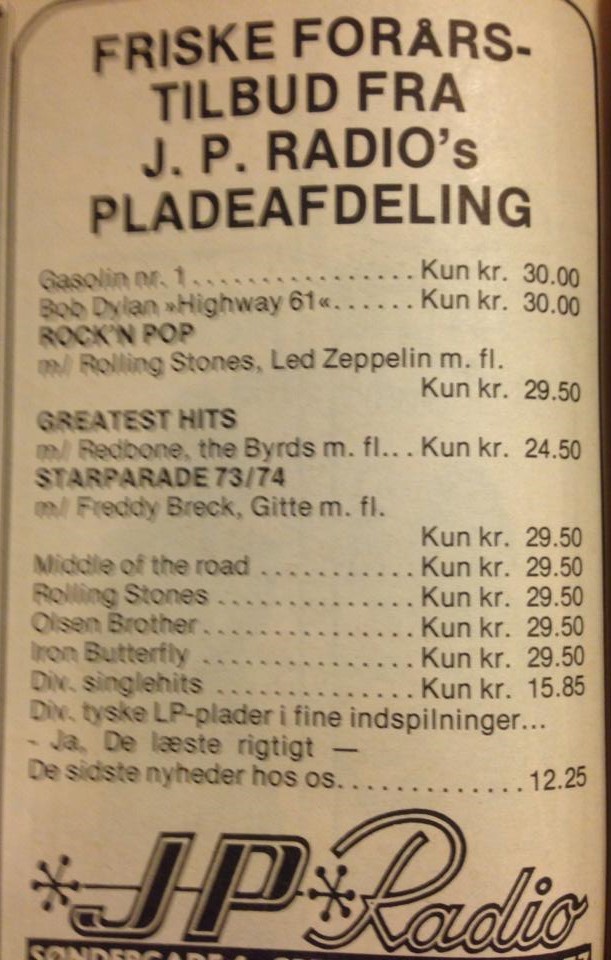 FRISKE FORÅRS-
TILBUD FRA
J. P. RADIO's
PLADEAFDELING
Gasolin nr. 1................Kun kr. 30.00
Bob Dylan »Highway 61«......Kun kr. 30.00
ROCK'N POP
m/ Rolling Stones, Led Zeppelin m. fl.
Kun kr. 29.50
GREATEST HITS
m/ Redbone, the Byrds m. fl... Kun kr. 24.50
STARPARADE 73/74
m/ Freddy Breck, Gitte m. fl.
Kun kr. 29.50
Middle of the road ...........Kun kr. 29.50
Rolling Stones ..............Kun kr. 29.50
Olsen Brother...............Kun kr. 29.50
Iron Butterfly ...............Kun kr. 29.50
Div. singlehits ..............Kun kr. 15.85
Div. tyske LP-plader i fine indspilninger...
- Ja, De læste rigtigt —
De sidste nyheder hos os.............12.25
JP Radio
SØNDERGADE